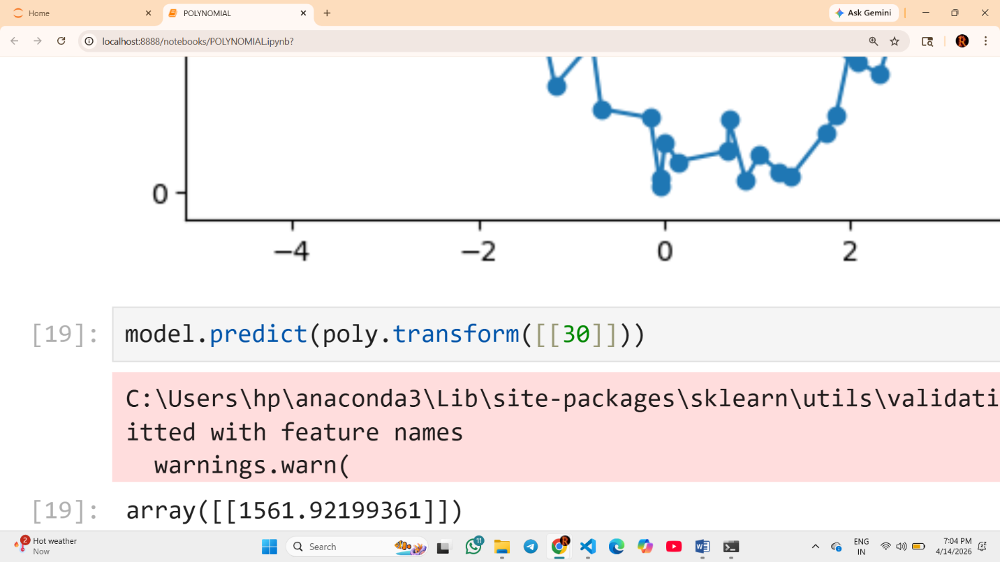 Home
POLYNOMIAL
Ask Gemini
localhost:8888/notebooks/POLYNOMIAL.ipynb?
0
−4 −2 0 2
[19]: model.predict(poly.transform([[30]]))
C:\Users\hp\anaconda3\Lib\site-packages\sklearn\utils\validati
itted with feature names
warnings.warn(
[19]: array([[1561.92199361]])
2
Hot weather
Now
Search
11
ENG
IN
7:04 PM
4/14/2026